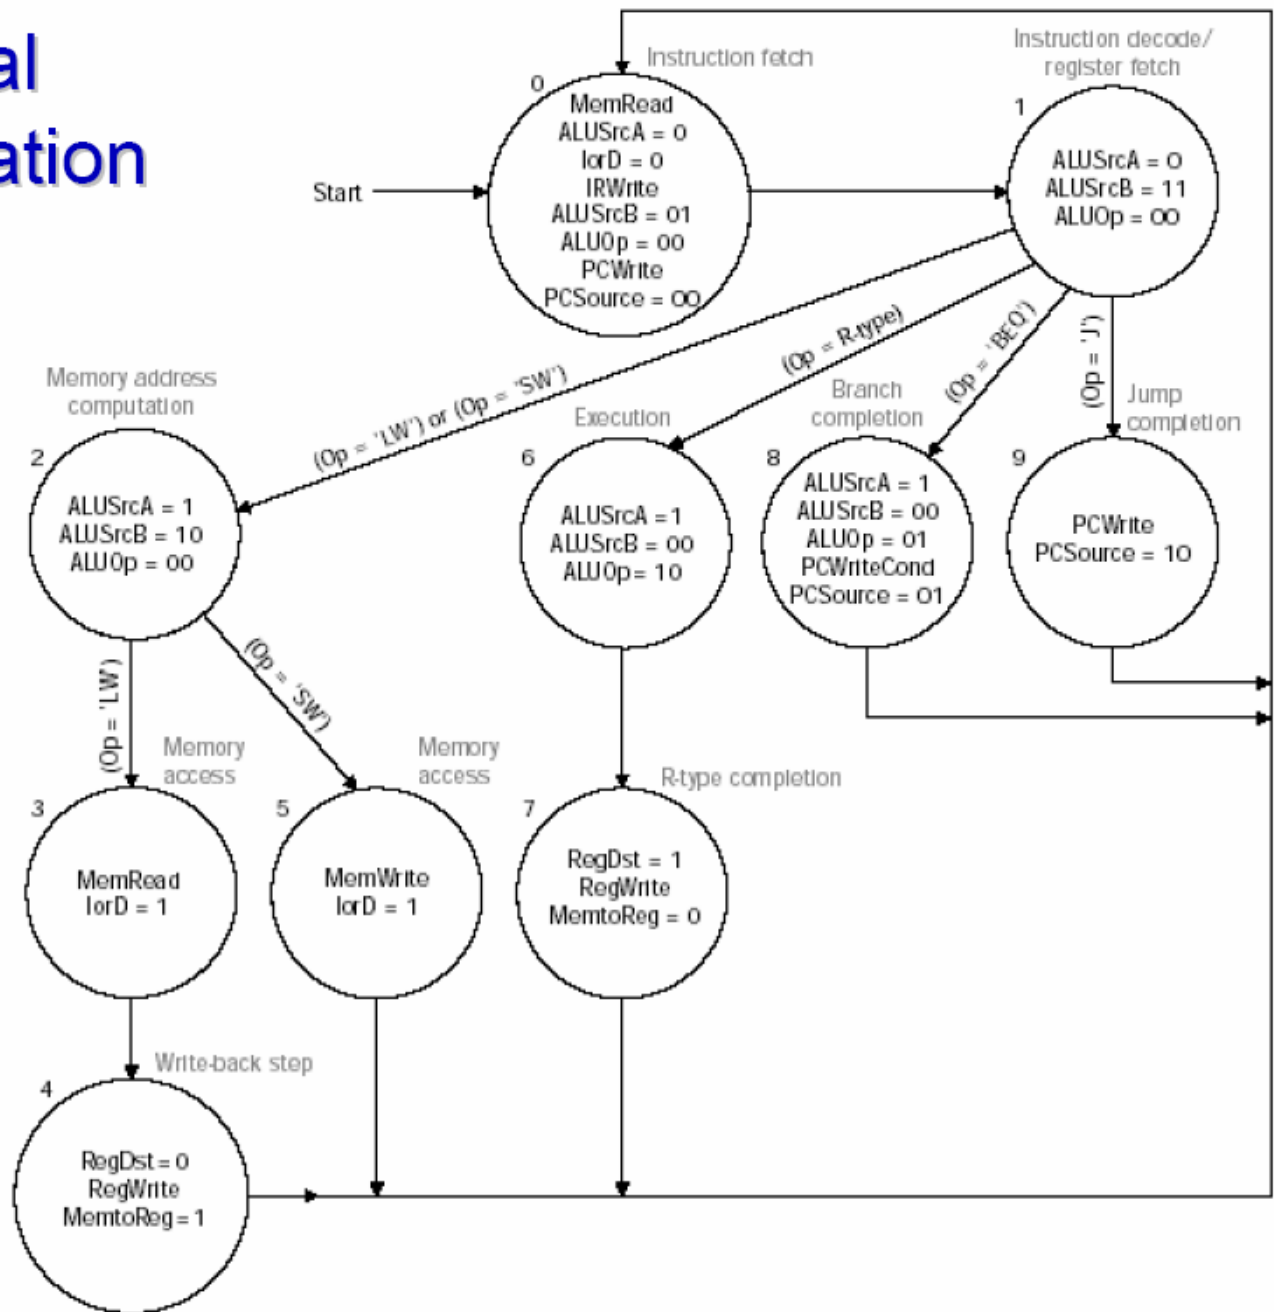 al
ation
Instruction fetch
Instruction decode/
register fetch
0
MemRead
ALUSrcA = 0
IorD = 0
IRWrite
ALUSrcB = 01
ALUOp = 00
PCWrite
PCSource = 00
Start
1
ALUSrcA = 0
ALUSrcB = 11
ALUOp = 00
(Op = 'LW') or (Op = 'SW')
(Op = R-type)
(Op = 'BEQ')
(Op = 'J')
Memory address
computation
2
ALUSrcA = 1
ALUSrcB = 10
ALUOp = 00
Execution
6
ALUSrcA =1
ALUSrcB = 00
ALUOp= 10
Branch
completion
8
ALUSrcA = 1
ALUSrcB = 00
ALUOp = 01
PCWriteCond
PCSource = 01
Jump
completion
9
PCWrite
PCSource = 10
(Op = 'LW')
(Op = 'SW')
Memory
access
3
MemRead
IorD = 1
Memory
access
5
MemWrite
IorD = 1
R-type completion
7
RegDst = 1
RegWrite
MemtoReg = 0
Write-back step
4
RegDst=0
RegWrite
MemtoReg=1